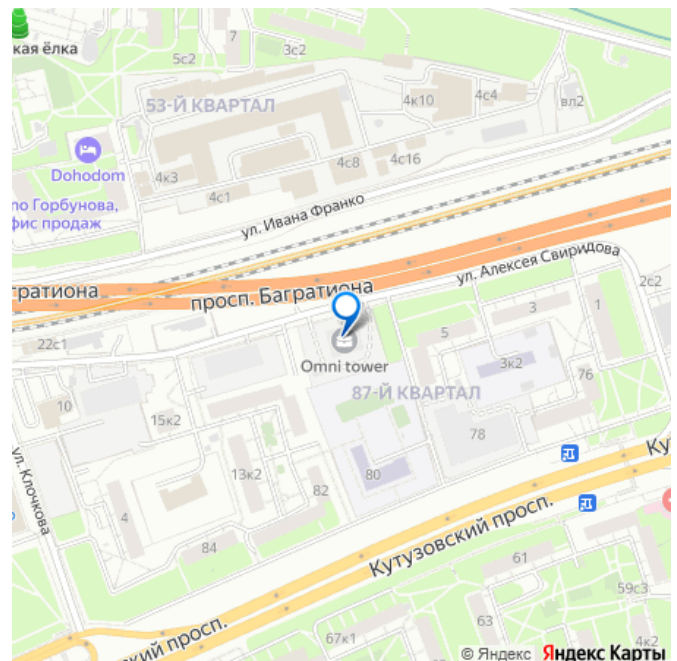 кая ёлка
5с2
7
3с2
53-Й КВАРТАЛ
4к10
4с4
вл2
Dohodom
4к3
4с8
4с16
4с1
по Горбунова,
фис продаж
ул. Ивана Франко
гратиона
просп. Багратиона
ул. Алексея Свиридова
2с2
22с1
Omni tower
5
3
1
3к2
87-Й КВАРТАЛ
76
10
15к2
78
ул. Клочкова
13к2
80
82
4
84
Ку
Кутузовский просп.
61
59с3
63
67к1
4к2
ский просп.
© Яндекс Яндекс Карты